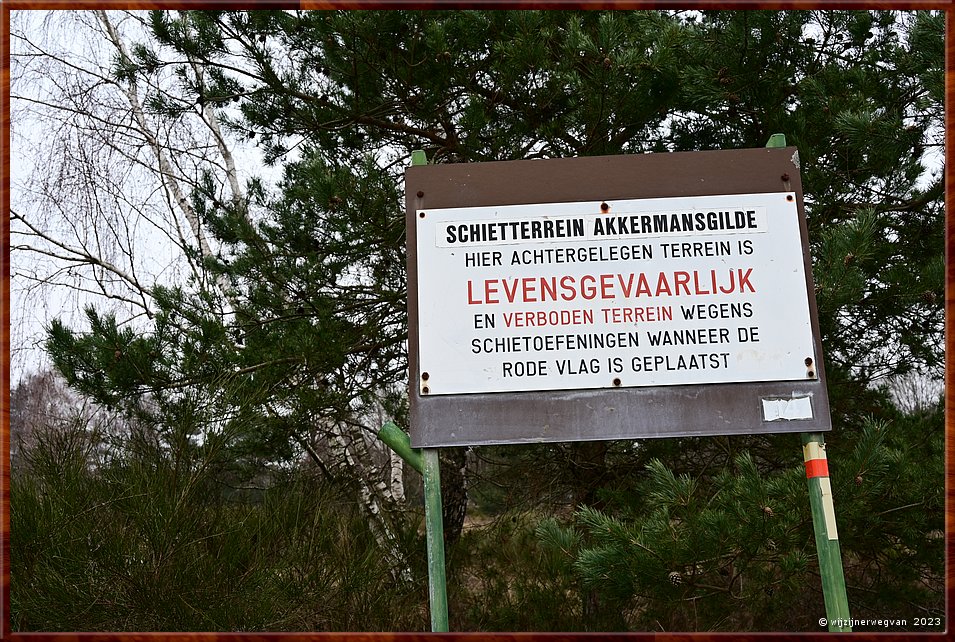 SCHIETTERREIN AKKERMANSGILDE
HIER ACHTERGELEGEN TERREIN IS
LEVENSGEVAARLIJK
EN VERBODEN TERREIN WEGENS
SCHIETOEFENINGEN WANNEER DE
RODE VLAG IS GEPLAATST
© wijzijnerwegvan 2023